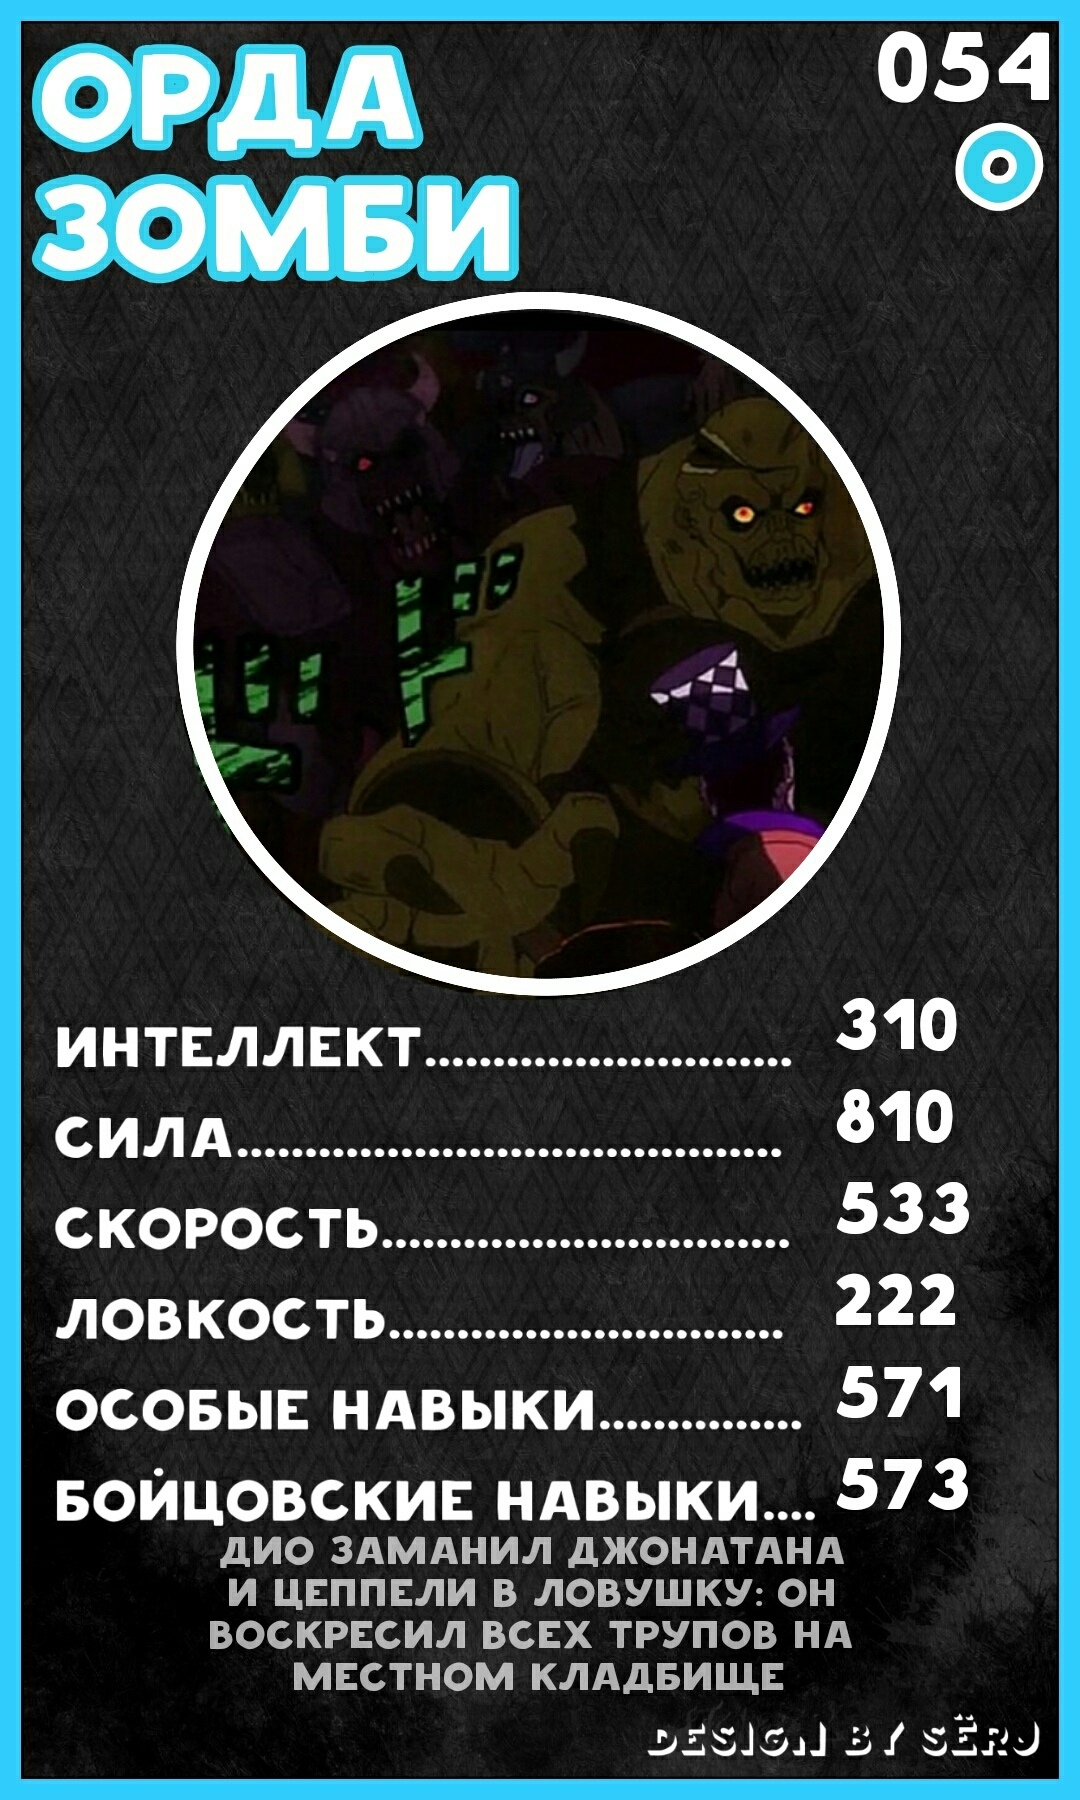 ОРДА
054
ЗОМБИ
ИНТЕЛЛЕКТ........................... 310
СИЛА........................................ 810
СКОРОСТЬ.............................. 533
ЛОВКОСТЬ............................. 222
ОСОБЫЕ НАВЫКИ............... 571
БОЙЦОВСКИЕ НАВЫКИ.... 573
ДИО ЗАМАНИЛ ДЖОНАТАНА
И ЦЕППЕЛИ В ЛОВУШКУ: ОН
ВОСКРЕСИЛ ВСЕХ ТРУПОВ НА
МЕСТНОМ КЛАДБИЩЕ
DESIGN BY SЁRJ